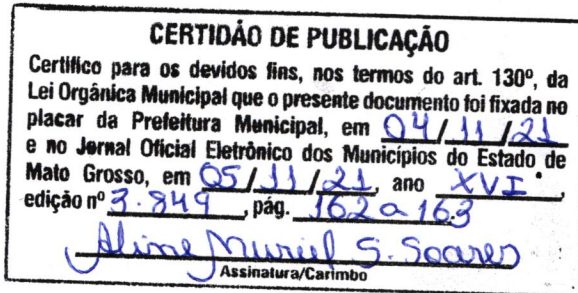 CERTIDÃO DE PUBLICAÇÃO
Certifico para os devidos fins, nos termos do art. 130º, da
Lei Orgânica Municipal que o presente documento foi fixada no
placar da Prefeitura Municipal, em 04/11/21
e no Jornal Oficial Eletrônico dos Municípios do Estado de
Mato Grosso, em 05/11/21, ano XVI,
edição nº 3.849, pág. 162 a 163
Aline Muriel S. Soares
Assinatura/Carimbo